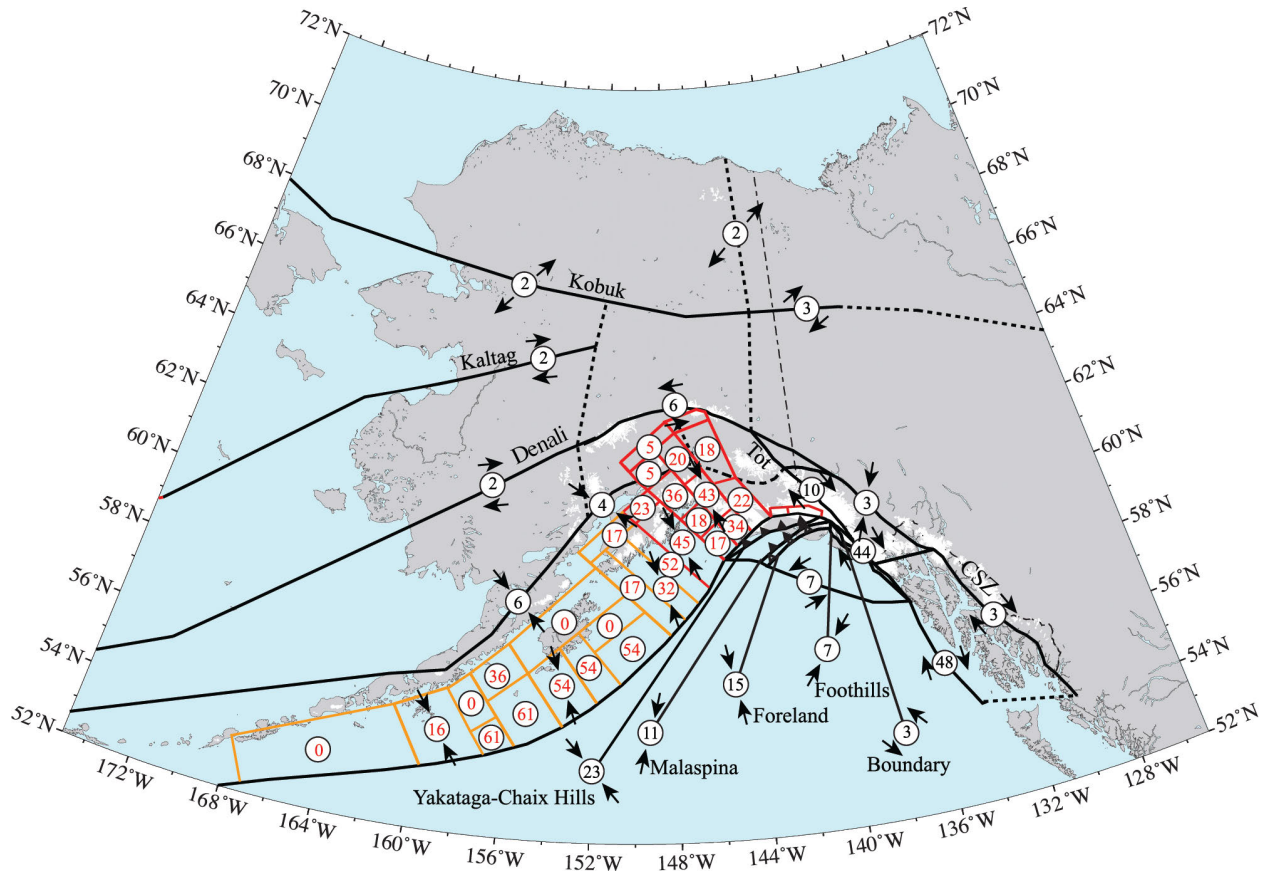 72˚N
72˚N
70˚N
70˚N
68˚N
68˚N
66˚N
66˚N
64˚N
64˚N
62˚N
62˚N
60˚N
60˚N
58˚N
58˚N
56˚N
56˚N
54˚N
54˚N
52˚N
52˚N
2
2
Kobuk
3
Kaltag
2
6
Denali
2
5
20
18
Tot
5
10
3
4
23
36
43
22
17
18
34
45
17
44
52
7
CSZ
6
17
32
3
0
0
54
7
48
36
54
54
15
Foothills
0
16
61
Foreland
61
11
3
0
Malaspina
Boundary
23
Yakataga-Chaix Hills
172˚W
168˚W
164˚W
160˚W
156˚W
152˚W
148˚W
144˚W
140˚W
136˚W
132˚W
128˚W